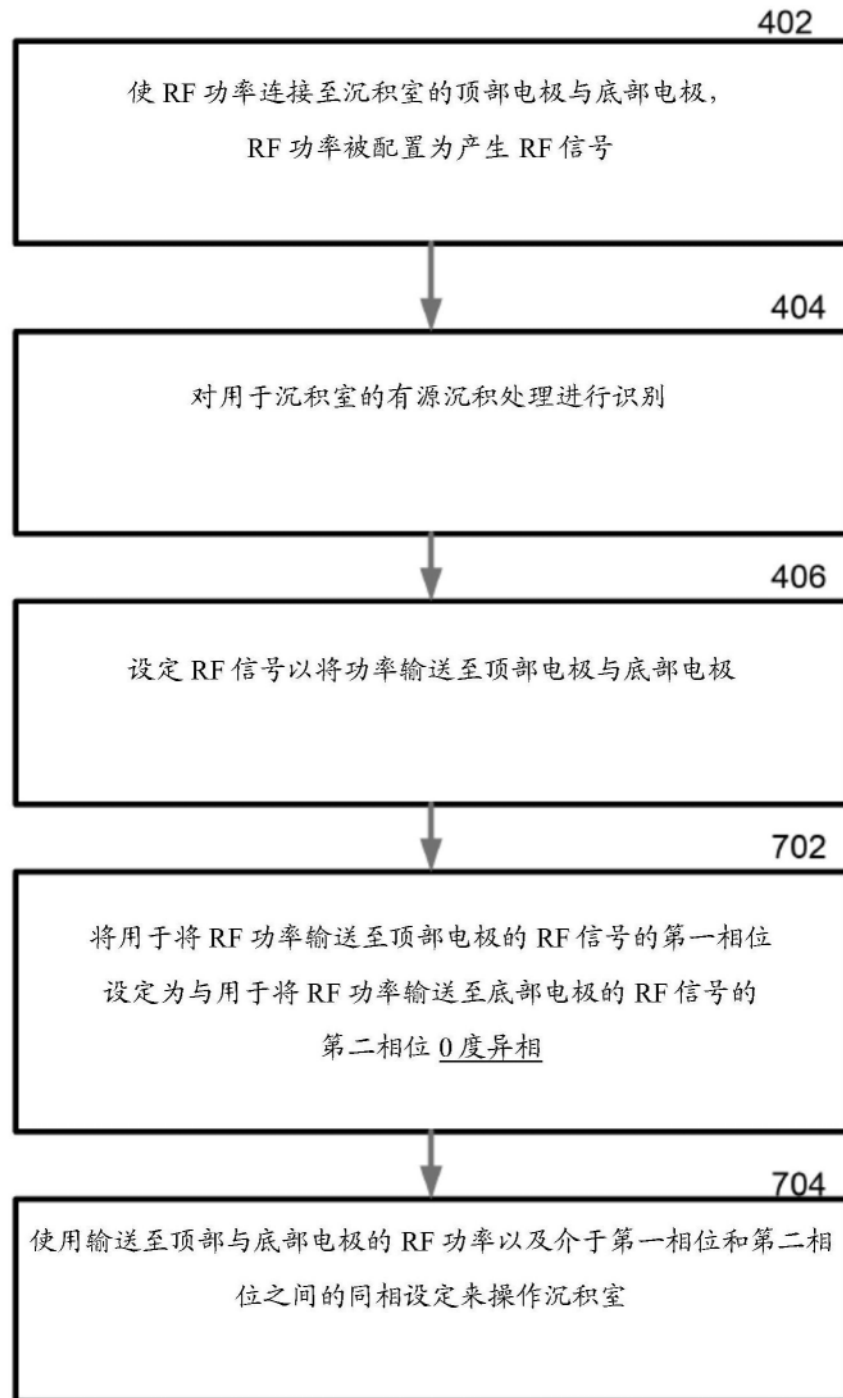 402
使 RF 功率连接至沉积室的顶部电极与底部电极，
RF 功率被配置为产生 RF 信号
404
对用于沉积室的有源沉积处理进行识别
406
设定 RF 信号以将功率输送至顶部电极与底部电极
702
将用于将 RF 功率输送至顶部电极的 RF 信号的第一相位
设定为与用于将 RF 功率输送至底部电极的 RF 信号的
第二相位 0 度异相
704
使用输送至顶部与底部电极的 RF 功率以及介于第一相位和第二相
位之间的同相设定来操作沉积室